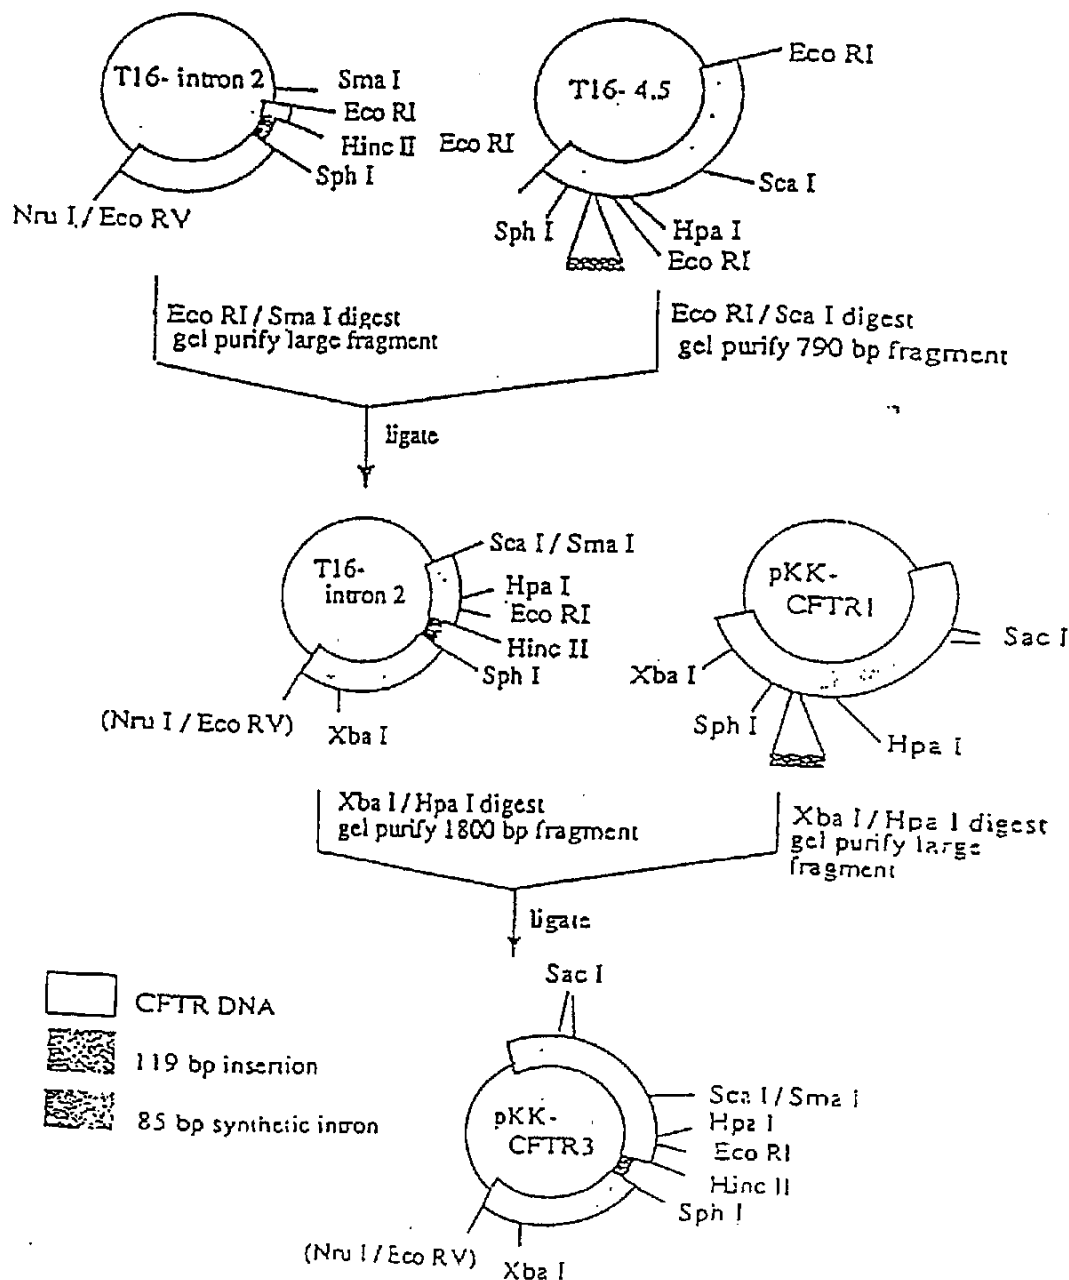 T16- intron 2
Sma I
Eco RI
Hinc II
Sph I
Nru I / Eco RV
T16- 4.5
Eco RI
Eco RI
Sca I
Sph I
Hpa I
Eco RI
Eco RI / Sma I digest
gel purify large fragment
Eco RI / Sca I digest
gel purify 790 bp fragment
ligate
T16-
intron 2
Sca I / Sma I
Hpa I
Eco RI
Hinc II
Sph I
(Nru I / Eco RV)
Xba I
pKK-
CFTR1
Sac I
Xba I
Sph I
Hpa I
Xba I / Hpa I digest
gel purify 1800 bp fragment
Xba I / Hpa I digest
gel purify large
fragment
ligate
Sac I
CFTR DNA
119 bp insertion
85 bp synthetic intron
pKK-
CFTR3
Sca I / Sma I
Hpa I
Eco RI
Hinc II
Sph I
(Nru I / Eco RV)
Xba I